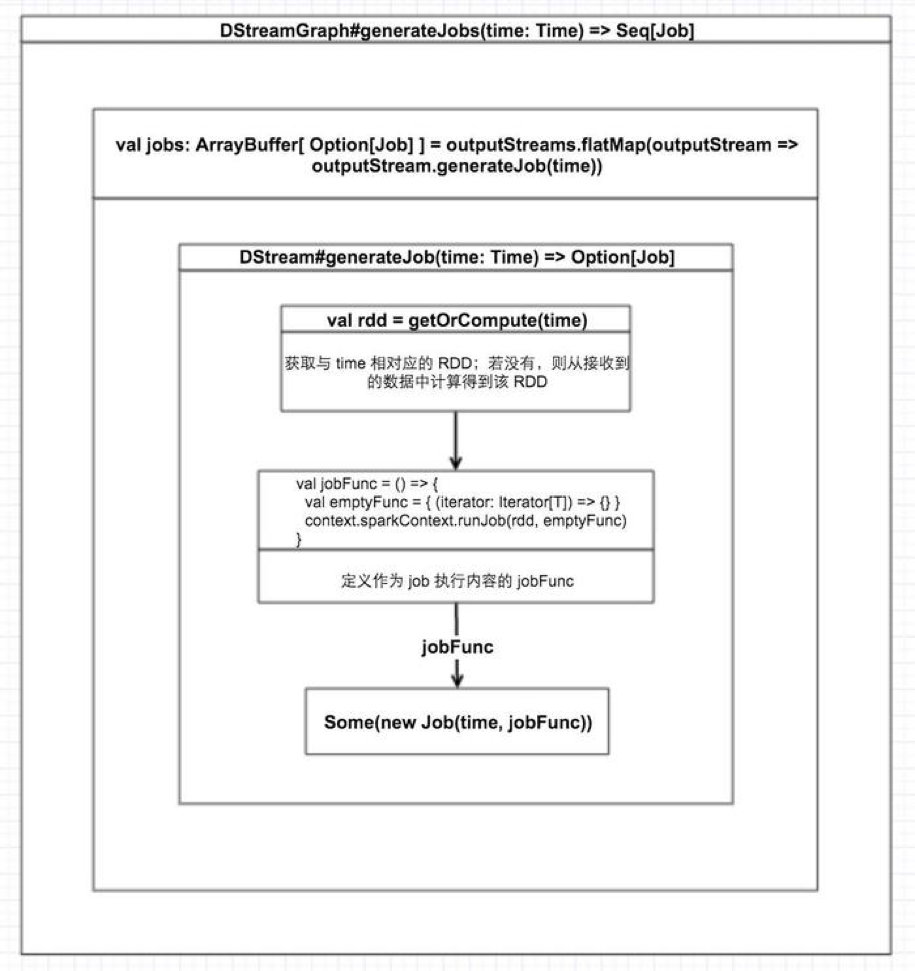 DStreamGraph#generateJobs(time: Time) => Seq[Job]
val jobs: ArrayBuffer[ Option[Job] ] = outputStreams.flatMap(outputStream =>
outputStream.generateJob(time))
DStream#generateJob(time: Time) => Option[Job]
val rdd = getOrCompute(time)
获取与 time 相对应的 RDD；若没有，则从接收到
的数据中计算得到该 RDD
val jobFunc = () => {
val emptyFunc = { (iterator: Iterator[T]) => {} }
context.sparkContext.runJob(rdd, emptyFunc)
}
定义作为 job 执行内容的 jobFunc
jobFunc
Some(new Job(time, jobFunc))